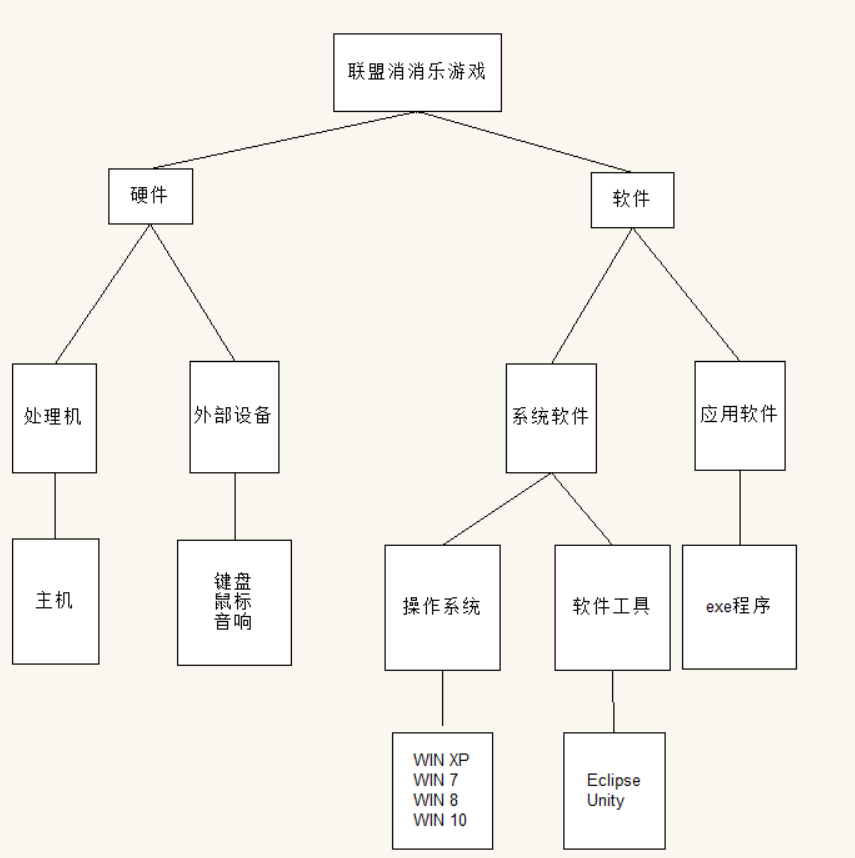 联盟消消乐游戏
硬件
软件
处理机
外部设备
系统软件
应用软件
主机
键盘
鼠标
音响
操作系统
软件工具
exe程序
WIN XP
WIN 7
WIN 8
WIN 10
Eclipse
Unity